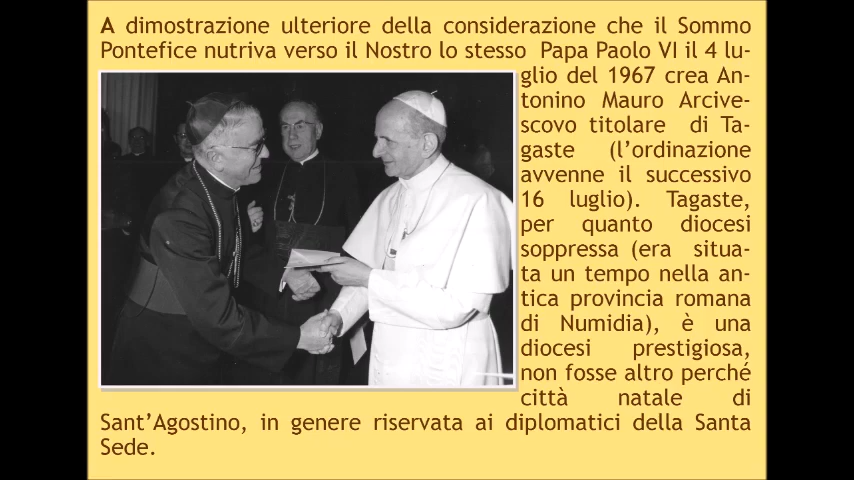 A dimostrazione ulteriore della considerazione che il Sommo
Pontefice nutriva verso il Nostro lo stesso Papa Paolo VI il 4 lu-
glio del 1967 crea An-
tonino Mauro Arcive-
scovo titolare di Ta-
gaste (l’ordinazione
avvenne il successivo
16 luglio). Tagaste,
per quanto diocesi
soppressa (era situa-
ta un tempo nella an-
tica provincia romana
di Numidia), è una
diocesi prestigiosa,
non fosse altro perché
città natale di
Sant’Agostino, in genere riservata ai diplomatici della Santa
Sede.